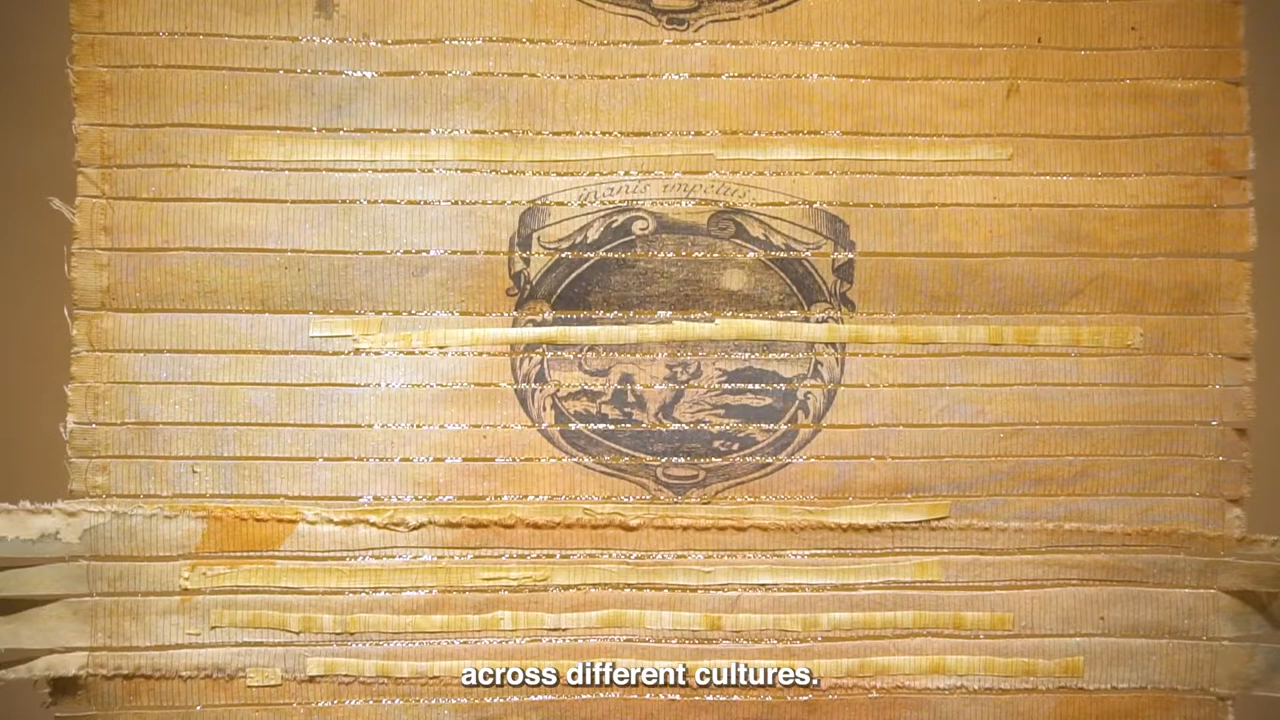 inanis impetus.
across different cultures.